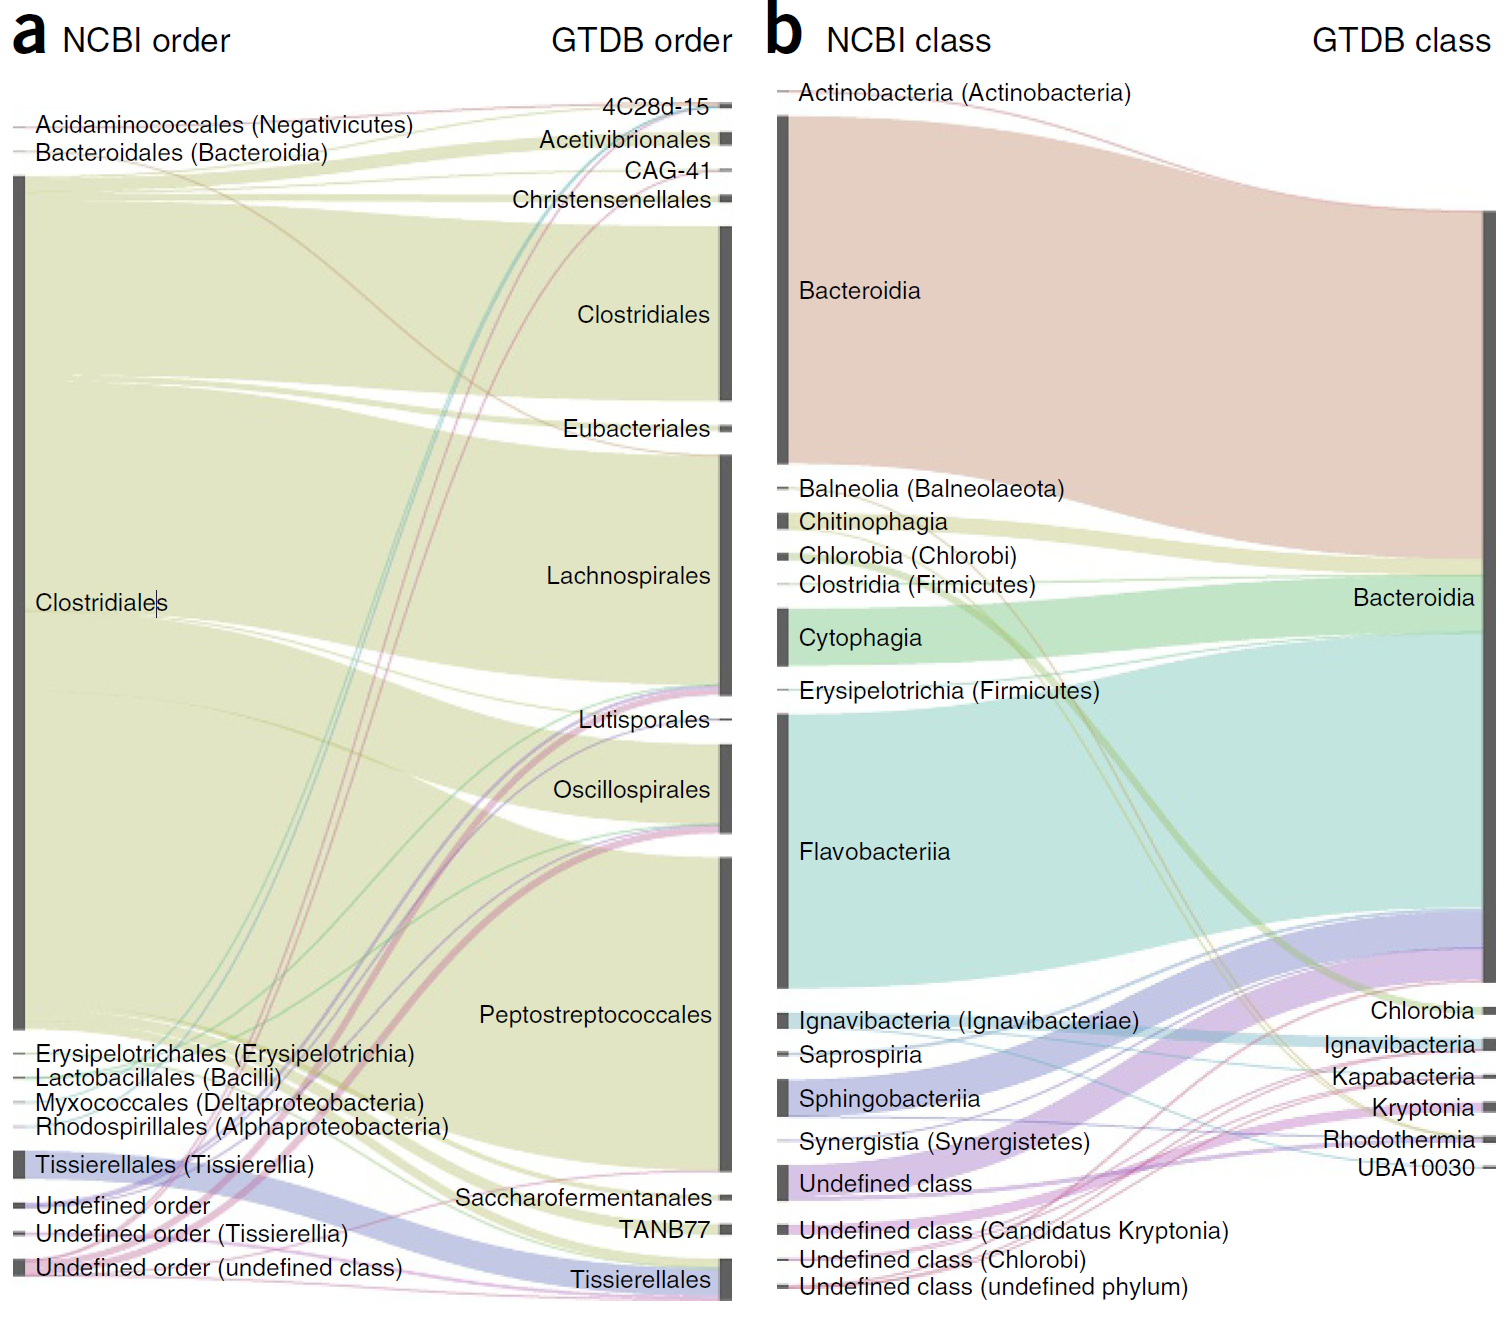 a NCBI order GTDB order
4C28d-15
Acidaminococcales (Negativicutes)
Acetivibrionales
Bacteroidales (Bacteroidia)
CAG-41
Christensenellales
Clostridiales
Eubacteriales
Lachnospirales
Clostridiales
Lutisporales
Oscillospirales
Peptostreptococcales
Erysipelotrichales (Erysipelotrichia)
Lactobacillales (Bacilli)
Myxococcales (Deltaproteobacteria)
Rhodospirillales (Alphaproteobacteria)
Tissierellales (Tissierellia)
Saccharofermentanales
Undefined order
TANB77
Undefined order (Tissierellia)
Undefined order (undefined class)
Tissierellales
b NCBI class GTDB class
Actinobacteria (Actinobacteria)
Bacteroidia
Balneolia (Balneolaeota)
Chitinophagia
Chlorobia (Chlorobi)
Clostridia (Firmicutes)
Bacteroidia
Cytophagia
Erysipelotrichia (Firmicutes)
Flavobacteriia
Chlorobia
Ignavibacteria (Ignavibacteriae)
Ignavibacteria
Saprospiria
Kapabacteria
Sphingobacteriia
Kryptonia
Synergistia (Synergistetes)
Rhodothermia
UBA10030
Undefined class
Undefined class (Candidatus Kryptonia)
Undefined class (Chlorobi)
Undefined class (undefined phylum)